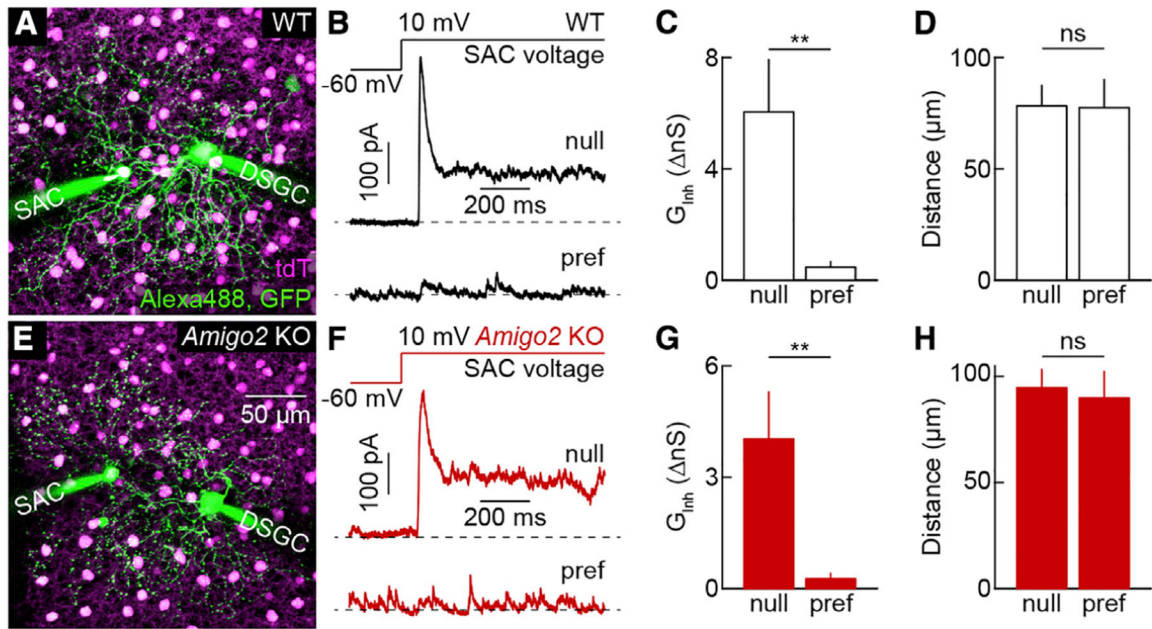 A
WT
SAC
DSGC
tdT
Alexa488, GFP
B
10 mV WT
SAC voltage
-60 mV
100 pA
null
200 ms
pref
C
**
8
4
0
GInh (ΔnS)
null pref
D
ns
100
50
0
Distance (µm)
null pref
E
Amigo2 KO
50 µm
SAC
DSGC
F
10 mV Amigo2 KO
SAC voltage
-60 mV
100 pA
null
200 ms
pref
G
**
6
3
0
GInh (ΔnS)
null pref
H
ns
100
50
0
Distance (µm)
null pref